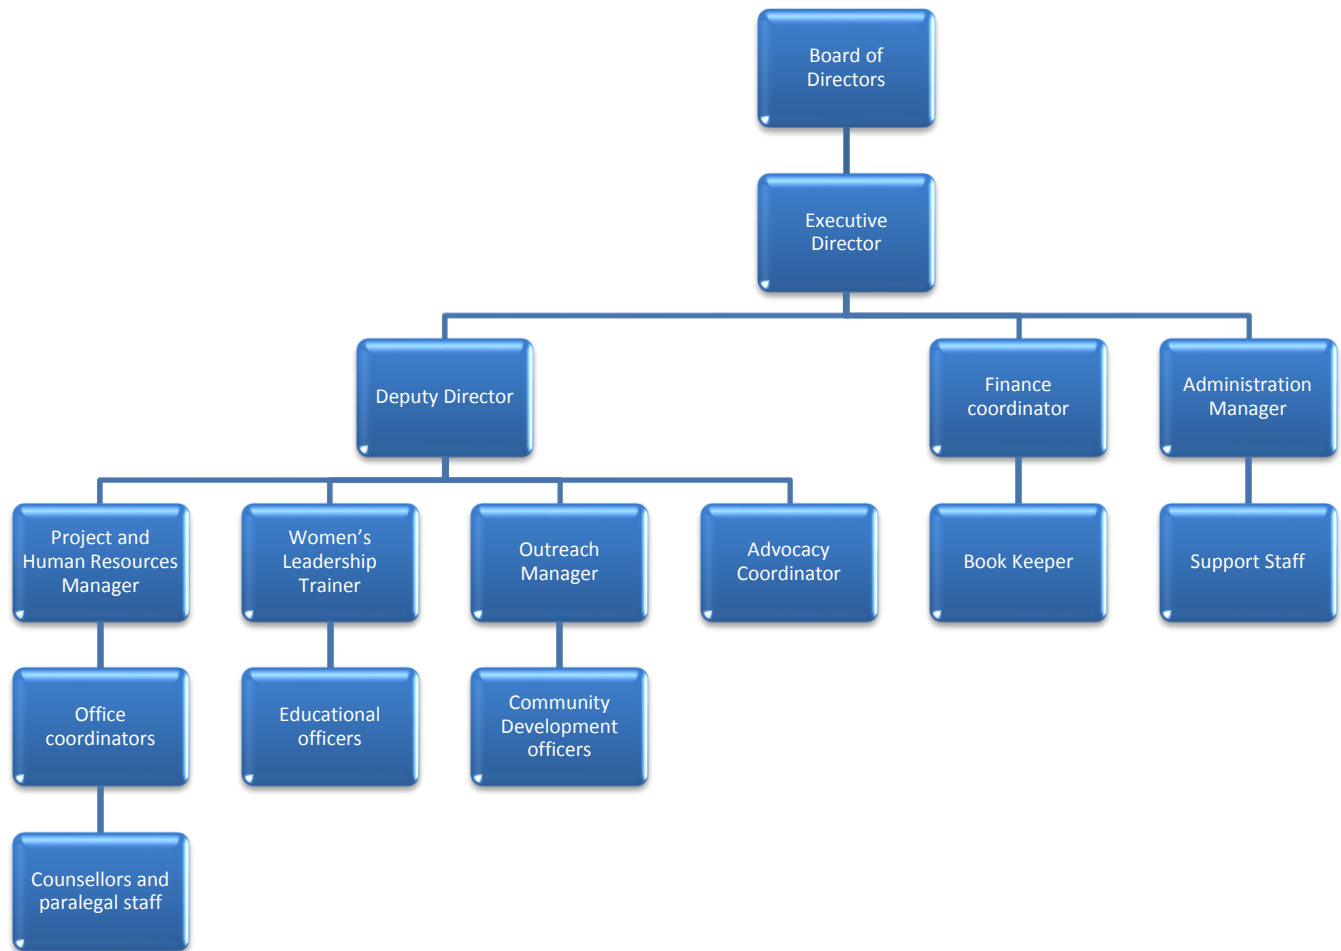 Board of
Directors
Executive
Director
Deputy Director
Finance
coordinator
Administration
Manager
Project and
Human Resources
Manager
Women’s
Leadership
Trainer
Outreach
Manager
Advocacy
Coordinator
Book Keeper
Support Staff
Office
coordinators
Educational
officers
Community
Development
officers
Counsellors and
paralegal staff